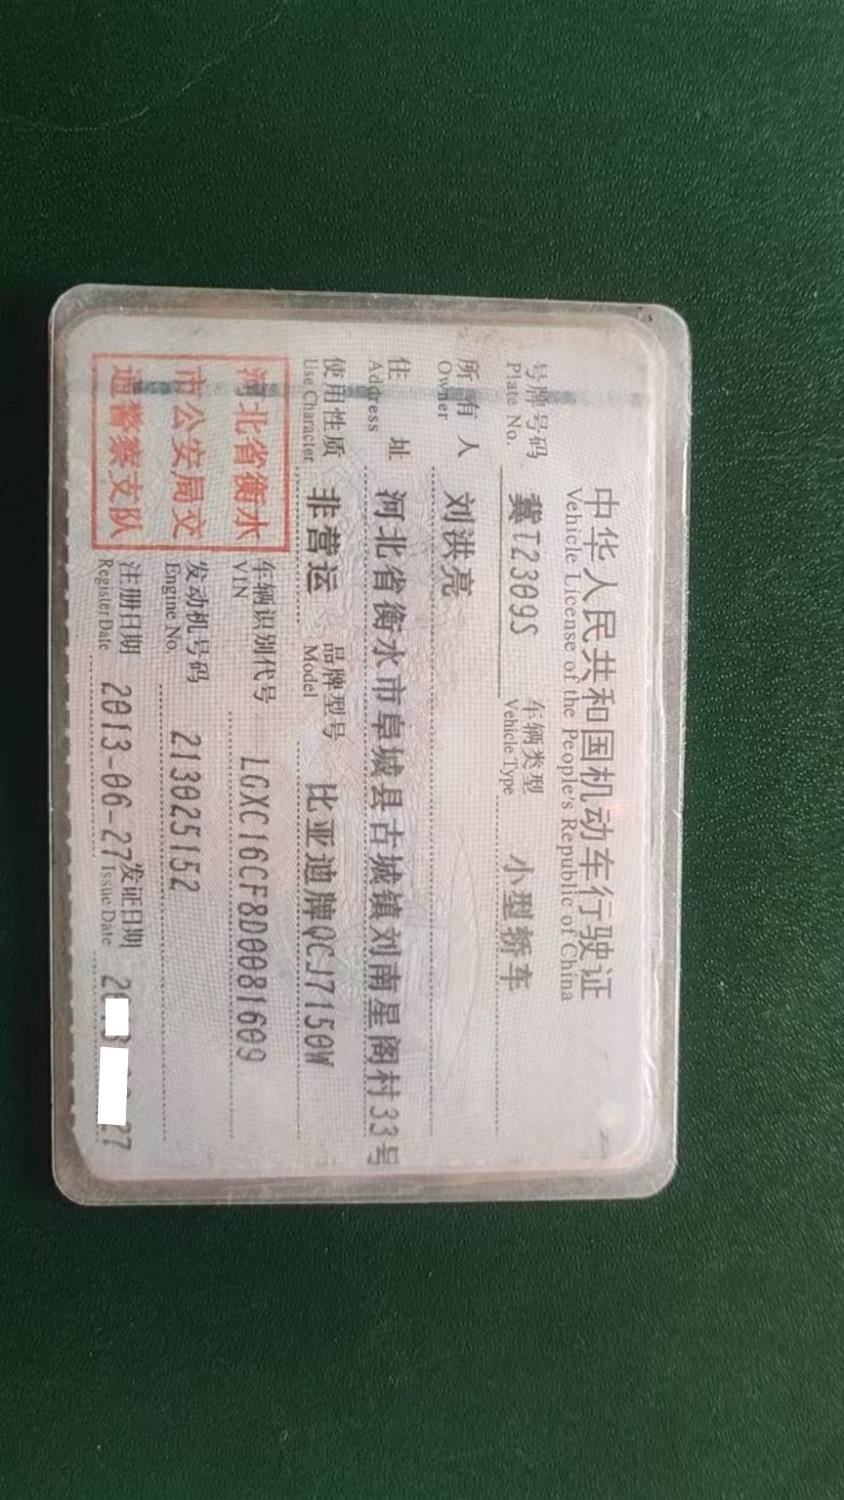 中华人民共和国机动车行驶证
Vehicle License of the People's Republic of China
号牌号码 冀T2309S 车辆类型 小型轿车
Plate No. Vehicle Type
所有人 刘洪亮
Owner
住址 河北省衡水市阜城县古城镇刘南星阁村33号
Address
使用性质 非营运 品牌型号 比亚迪牌QCJ7150W
Use Character Model
河北省衡水
市公安局交
通警察支队
车辆识别代号 LGXC16CF8D0081609
VIN
发动机号码 213025152
Engine No.
注册日期 2013-06-27 发证日期
Register Date Issue Date